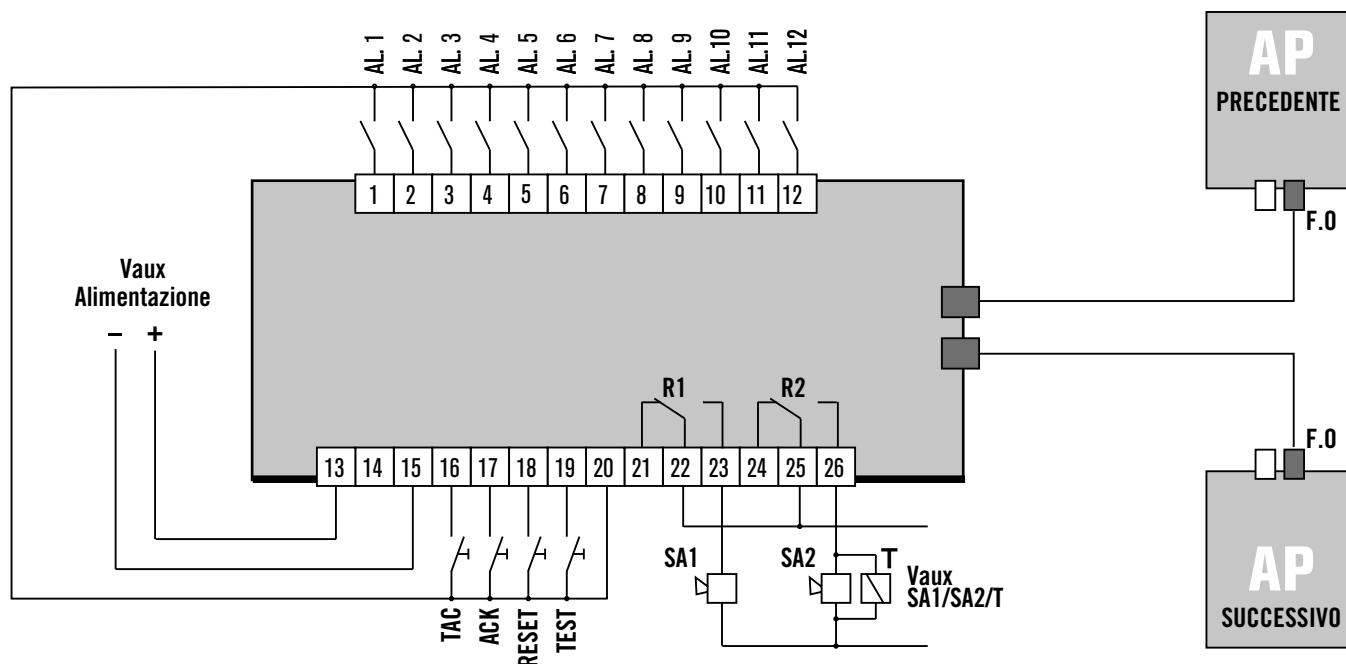 AL. 1 AL. 2 AL. 3 AL. 4 AL. 5 AL. 6 AL. 7 AL. 8 AL. 9 AL.10 AL.11 AL.12
AP
PRECEDENTE
F.O
1 2 3 4 5 6 7 8 9 10 11 12
Vaux
Alimentazione
– +
R1 R2
13 14 15 16 17 18 19 20 21 22 23 24 25 26
F.O
AP
SUCCESSIVO
SA1 SA2 T
Vaux
SA1/SA2/T
TAC ACK RESET TEST